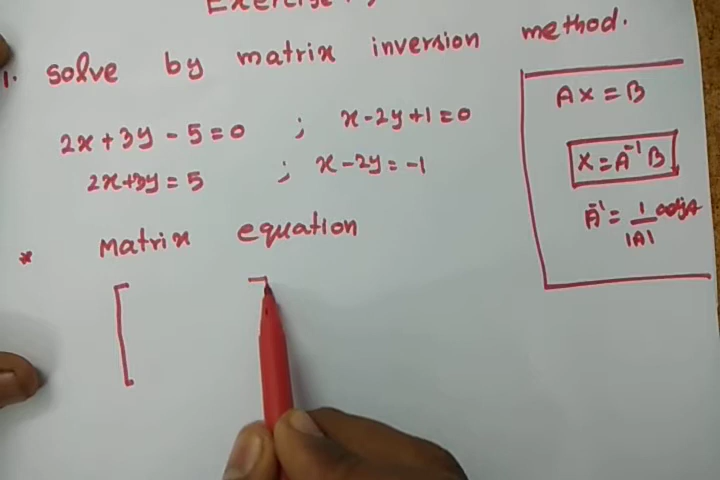 Exercise
1. solve by matrix inversion method.
2x+3y-5=0 ; x-2y+1=0
2x+3y=5 ; x-2y=-1
* Matrix equation
[
AX=B
X=A⁻¹B
A⁻¹=1/|A| adjA